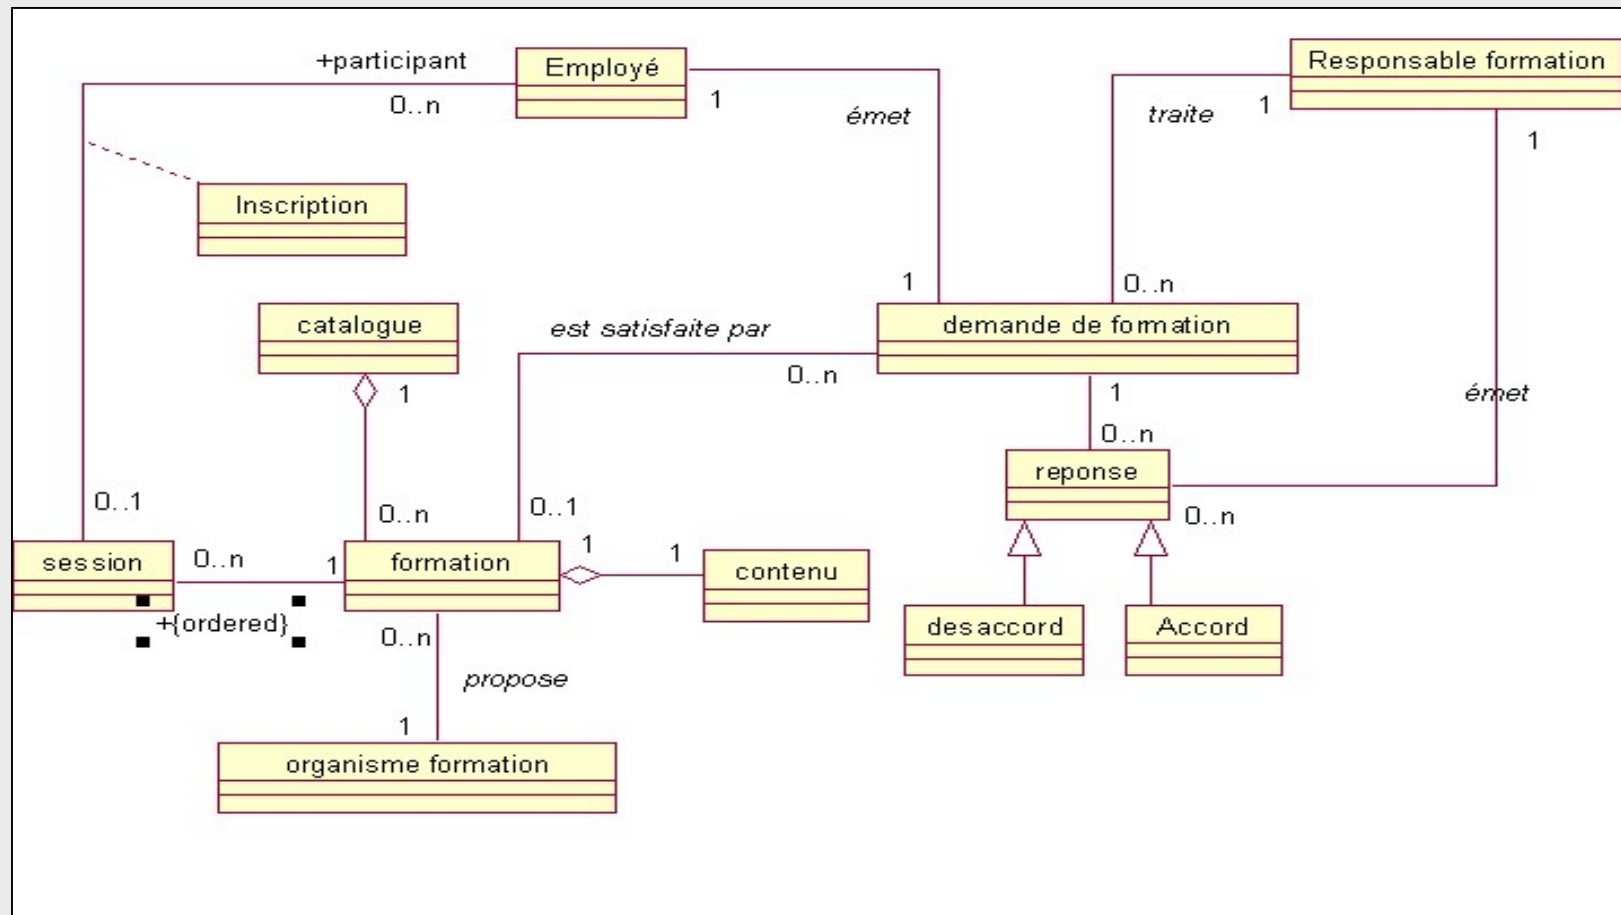 +participant
Employé
Responsable formation
0..n
1
émet
traite
1
1
Inscription
1
0..n
catalogue
est satisfaite par
demande de formation
1
0..n
1
émet
0..n
reponse
0..1
0..n
0..1
0..n
session
0..n
1
formation
1
1
contenu
+{ordered}
0..n
desaccord
Accord
propose
1
organisme formation